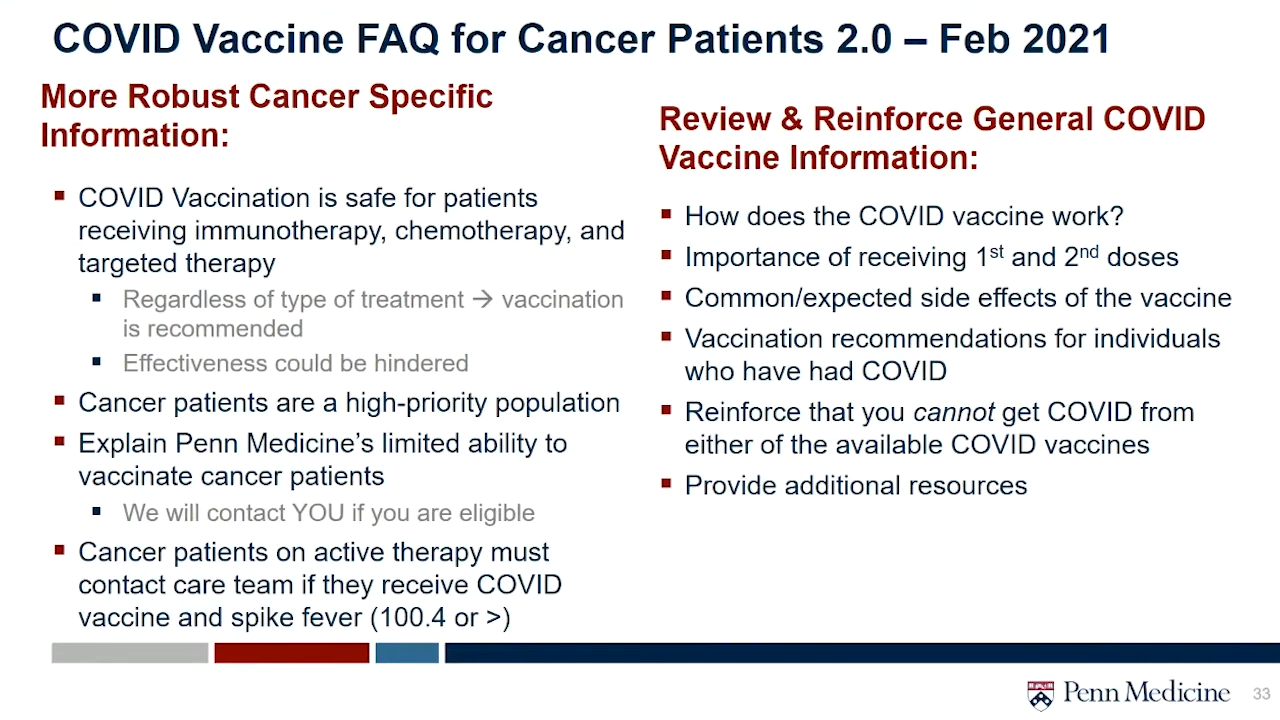 COVID Vaccine FAQ for Cancer Patients 2.0 – Feb 2021
More Robust Cancer Specific
Information:
▪ COVID Vaccination is safe for patients
receiving immunotherapy, chemotherapy, and
targeted therapy
▪ Regardless of type of treatment → vaccination
is recommended
▪ Effectiveness could be hindered
▪ Cancer patients are a high-priority population
▪ Explain Penn Medicine’s limited ability to
vaccinate cancer patients
▪ We will contact YOU if you are eligible
▪ Cancer patients on active therapy must
contact care team if they receive COVID
vaccine and spike fever (100.4 or >)
Review & Reinforce General COVID
Vaccine Information:
▪ How does the COVID vaccine work?
▪ Importance of receiving 1st and 2nd doses
▪ Common/expected side effects of the vaccine
▪ Vaccination recommendations for individuals
who have had COVID
▪ Reinforce that you cannot get COVID from
either of the available COVID vaccines
▪ Provide additional resources
Penn Medicine
33